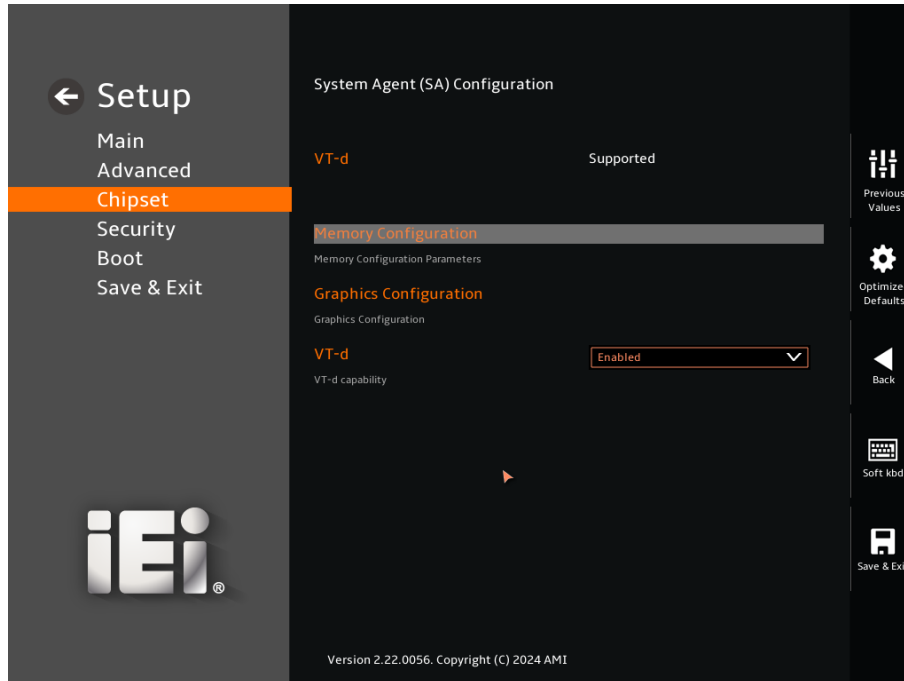 Setup
Main
Advanced
Chipset
Security
Boot
Save & Exit
iEi®
System Agent (SA) Configuration
VT-d Supported
Memory Configuration
Memory Configuration Parameters
Graphics Configuration
Graphics Configuration
VT-d Enabled
VT-d capability
Previous
Values
Optimize
Defaults
Back
Soft kbd
Save & Exi
Version 2.22.0056. Copyright (C) 2024 AMI